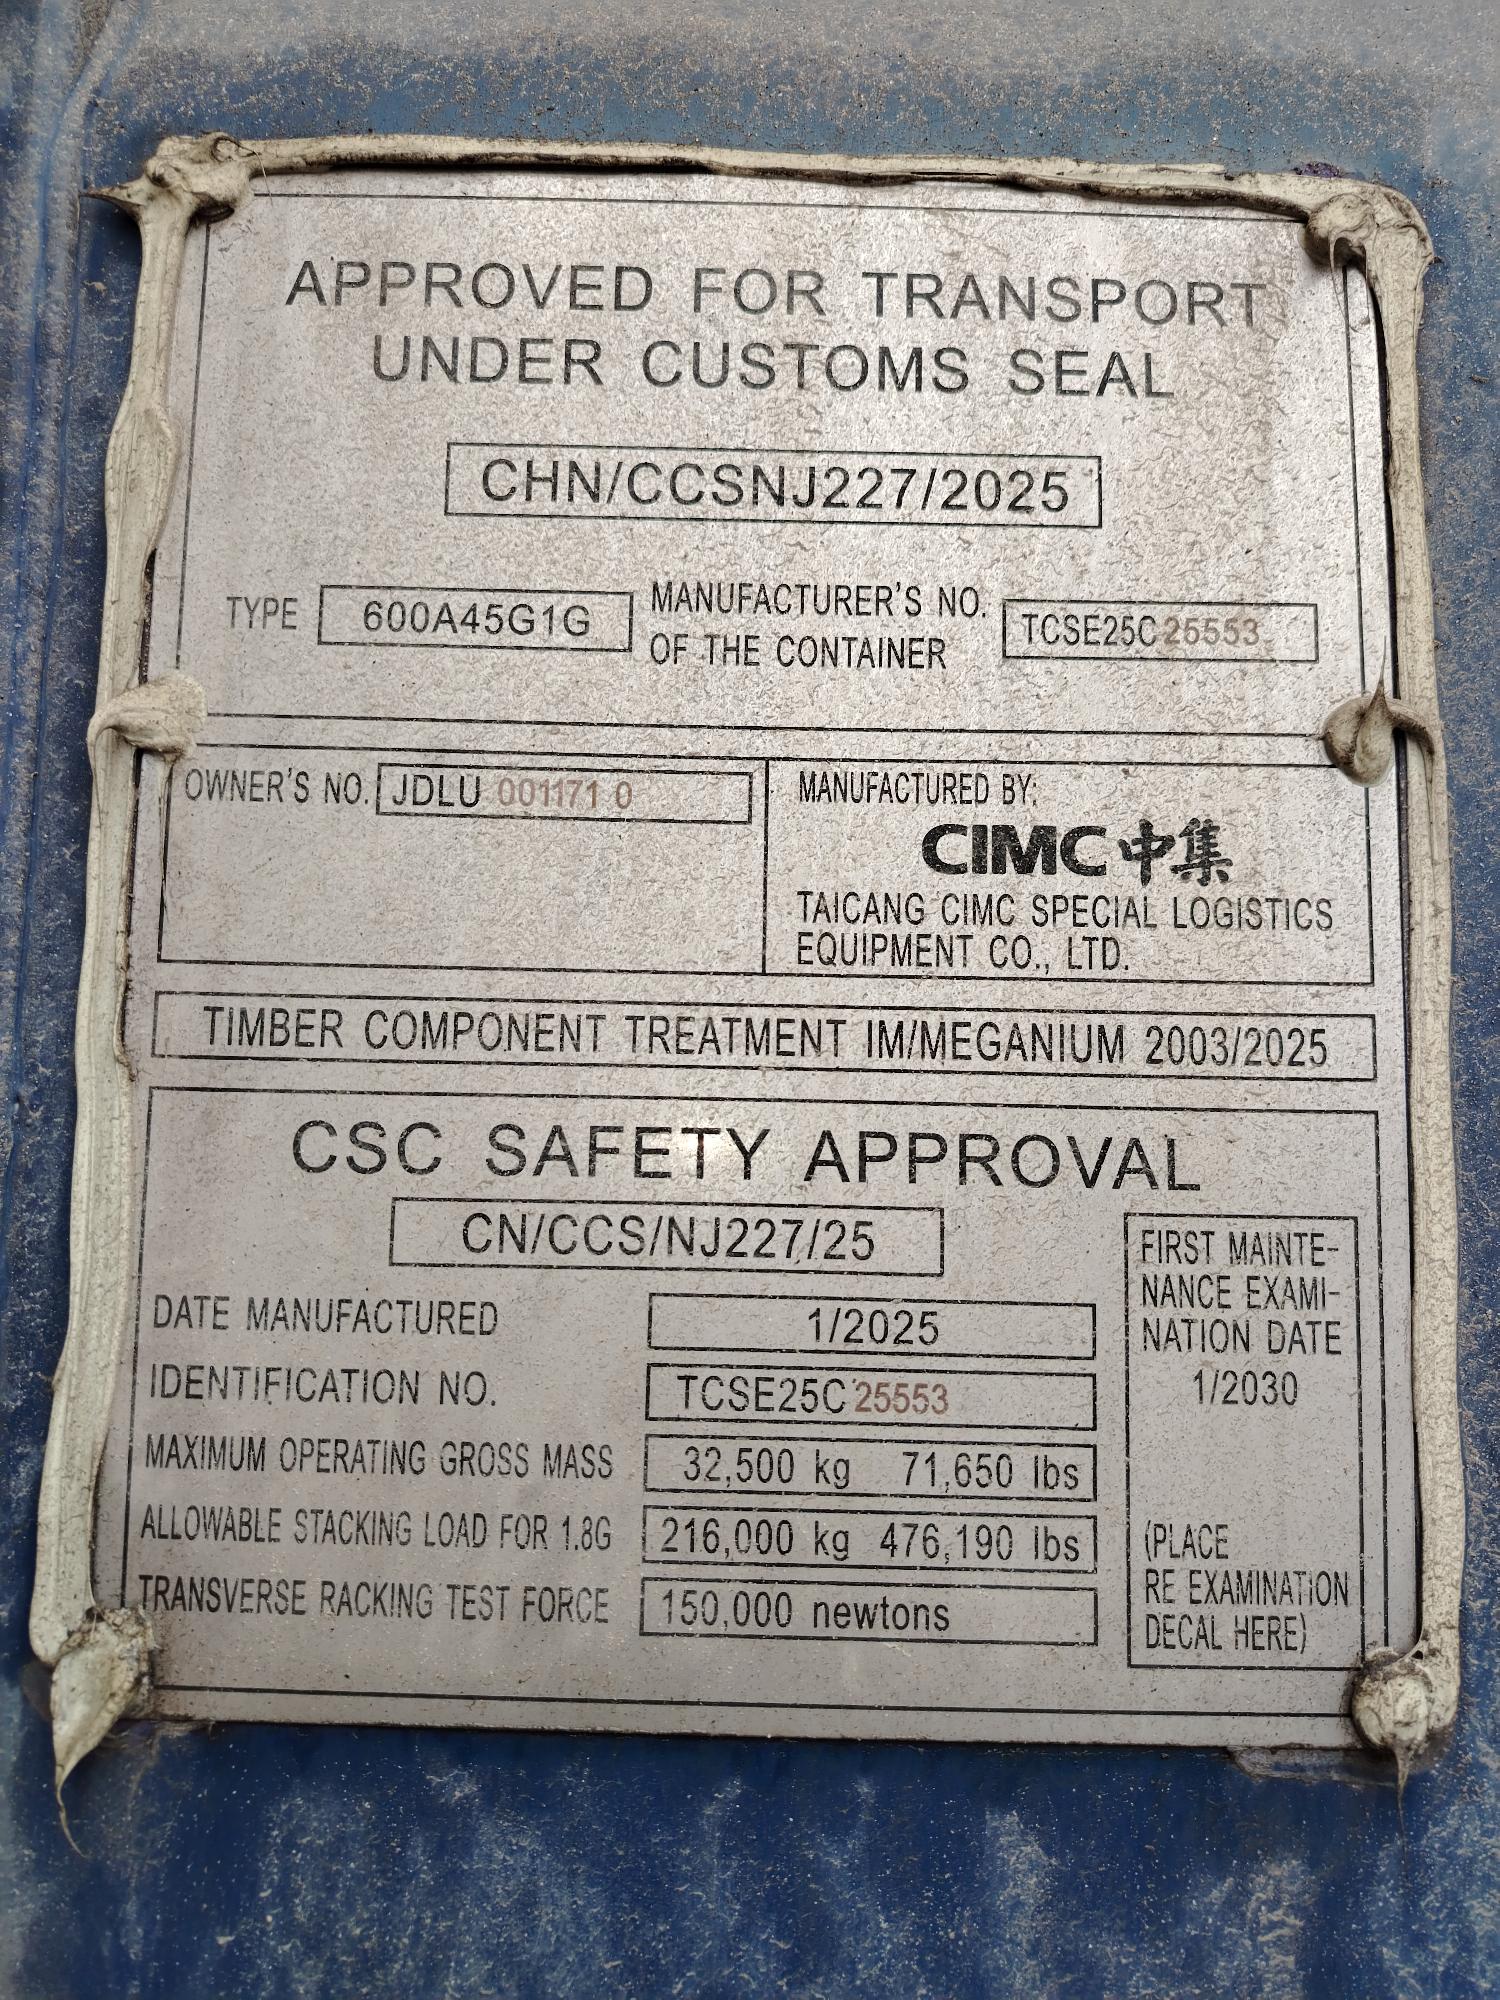 APPROVED FOR TRANSPORT
UNDER CUSTOMS SEAL
CHN/CCSNJ227/2025
TYPE 600A45G1G MANUFACTURER'S NO. OF THE CONTAINER TCSE25C25553
OWNER'S NO. JDLU 001171 0
MANUFACTURED BY:
CIMC 中集
TAICANG CIMC SPECIAL LOGISTICS
EQUIPMENT CO., LTD.
TIMBER COMPONENT TREATMENT IM/MEGANIUM 2003/2025
CSC SAFETY APPROVAL
CN/CCS/NJ227/25
DATE MANUFACTURED 1/2025
IDENTIFICATION NO. TCSE25C25553
MAXIMUM OPERATING GROSS MASS 32,500 kg 71,650 lbs
ALLOWABLE STACKING LOAD FOR 1.8G 216,000 kg 476,190 lbs
TRANSVERSE RACKING TEST FORCE 150,000 newtons
FIRST MAINTE-
NANCE EXAMI-
NATION DATE
1/2030
(PLACE
RE EXAMINATION
DECAL HERE)